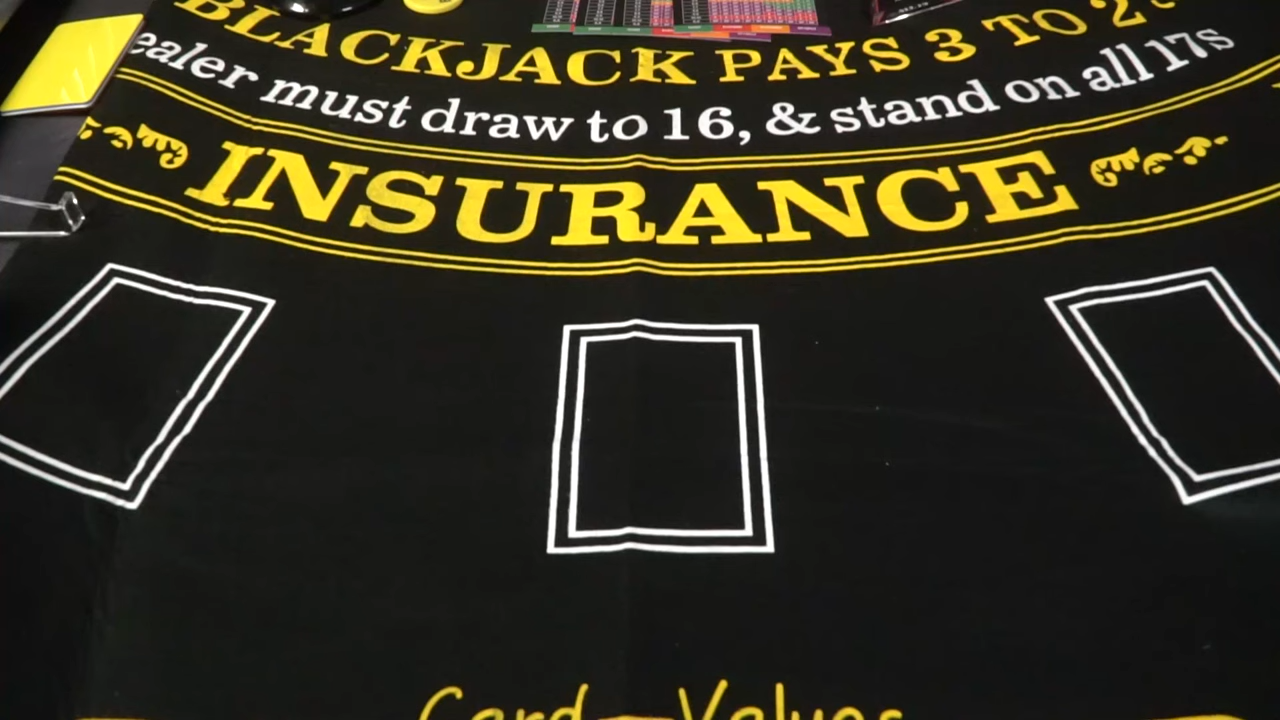 BLACKJACK PAYS 3 TO 2
ealer must draw to 16, & stand on all 17s
INSURANCE
Card Values